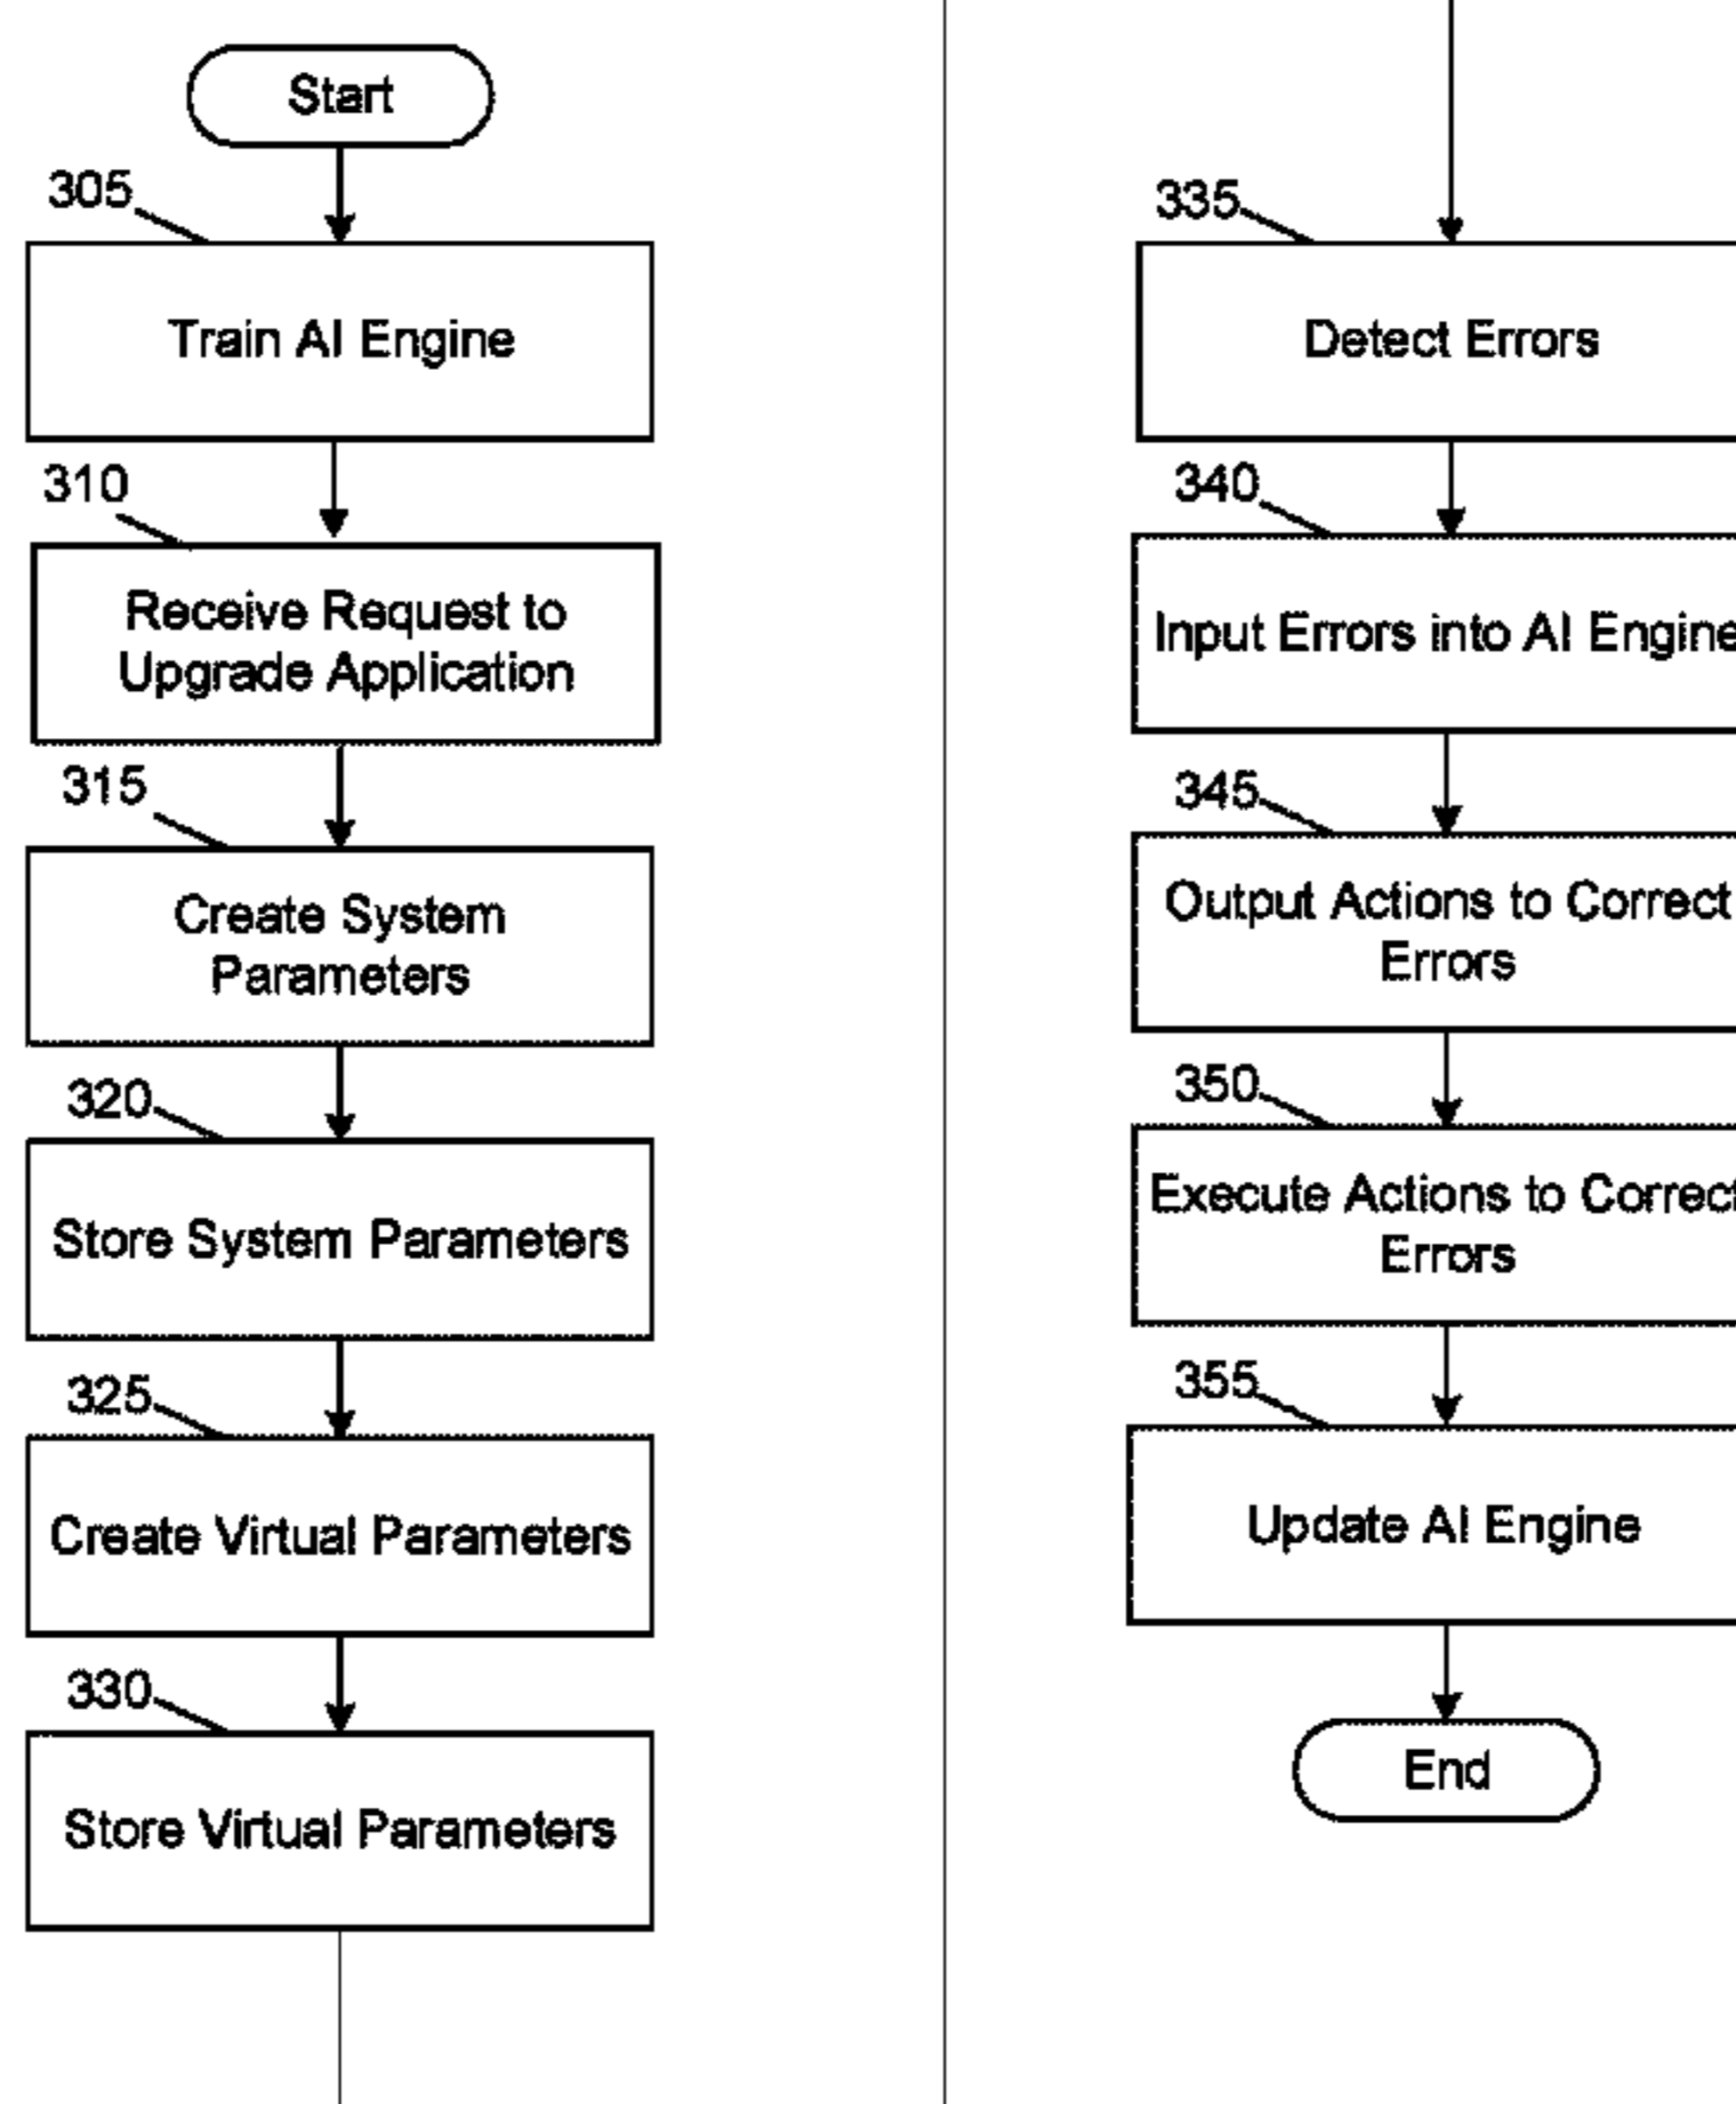 Start
305
Train AI Engine
310
Receive Request to
Upgrade Application
315
Create System
Parameters
320
Store System Parameters
325
Create Virtual Parameters
330
Store Virtual Parameters
335
Detect Errors
340
Input Errors into AI Engine
345
Output Actions to Correct
Errors
350
Execute Actions to Correct
Errors
355
Update AI Engine
End